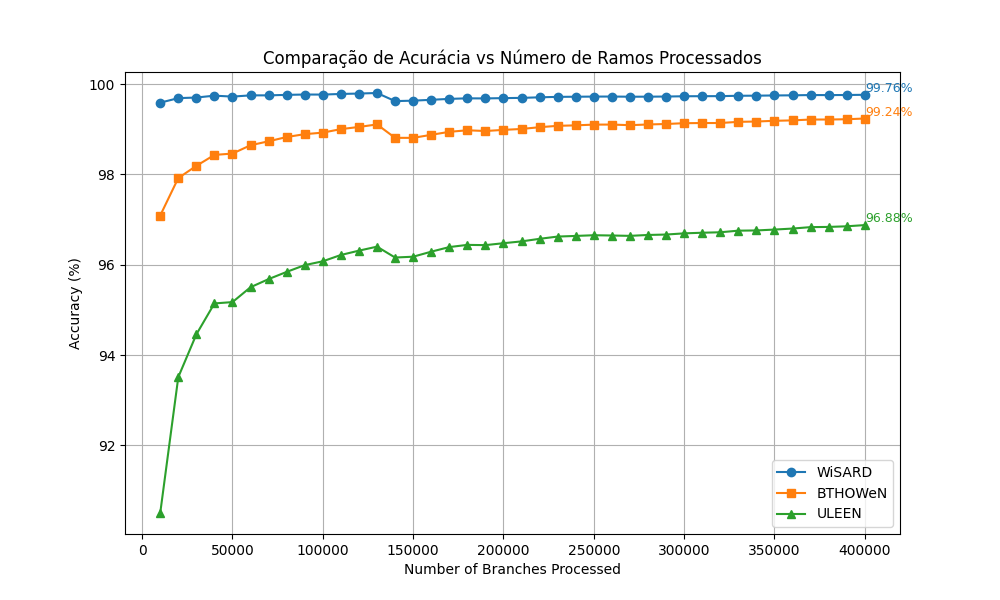 Comparação de Acurácia vs Número de Ramos Processados
100
98
96
94
92
Accuracy (%)
99.76%
99.24%
96.88%
WiSARD
BTHOWeN
ULEEN
0 50000 100000 150000 200000 250000 300000 350000 400000
Number of Branches Processed